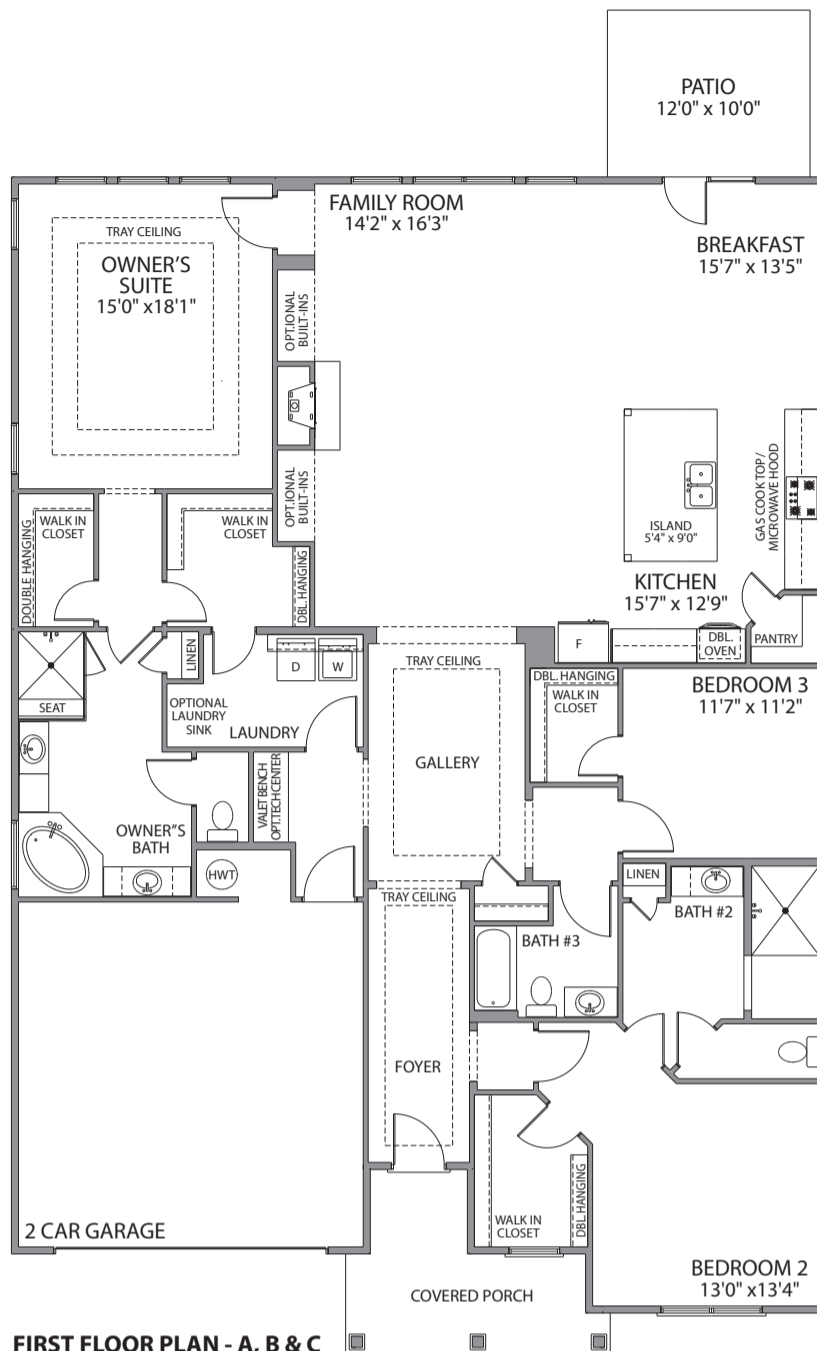 PATIO
12'0" x 10'0"
FAMILY ROOM
14'2" x 16'3"
BREAKFAST
15'7" x 13'5"
TRAY CEILING
OWNER'S
SUITE
15'0" x18'1"
OPTIONAL
BUILT-INS
OPTIONAL
BUILT-INS
GAS COOK TOP/
MICROWAVE HOOD
ISLAND
5'4" x 9'0"
KITCHEN
15'7" x 12'9"
WALK IN
CLOSET
DOUBLE HANGING
WALK IN
CLOSET
DBL. HANGING
F
DBL.
OVEN
PANTRY
LINEN
D
W
SEAT
OPTIONAL
LAUNDRY
SINK
LAUNDRY
TRAY CEILING
GALLERY
DBL. HANGING
WALK IN
CLOSET
BEDROOM 3
11'7" x 11'2"
VALET BENCH
OPT.TECH CENTER
OWNER"S
BATH
HWT
TRAY CEILING
LINEN
BATH #2
BATH #3
FOYER
2 CAR GARAGE
WALK IN
CLOSET
DBL HANGING
BEDROOM 2
13'0" x13'4"
COVERED PORCH
FIRST FLOOR PLAN - A, B & C